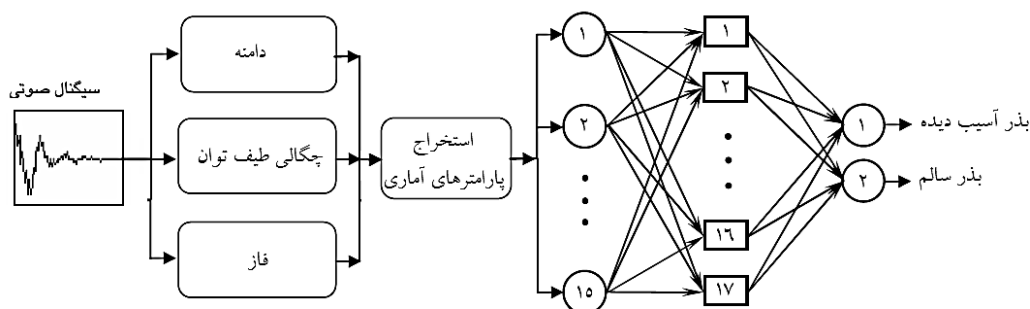 سیگنال صوتی
دامنه
چگالی طیف توان
فاز
استخراج
پارامترهای آماری
۱
۲
۱۵
۱
۲
۱۶
۱۷
۱
۲
بذر آسیب دیده
بذر سالم